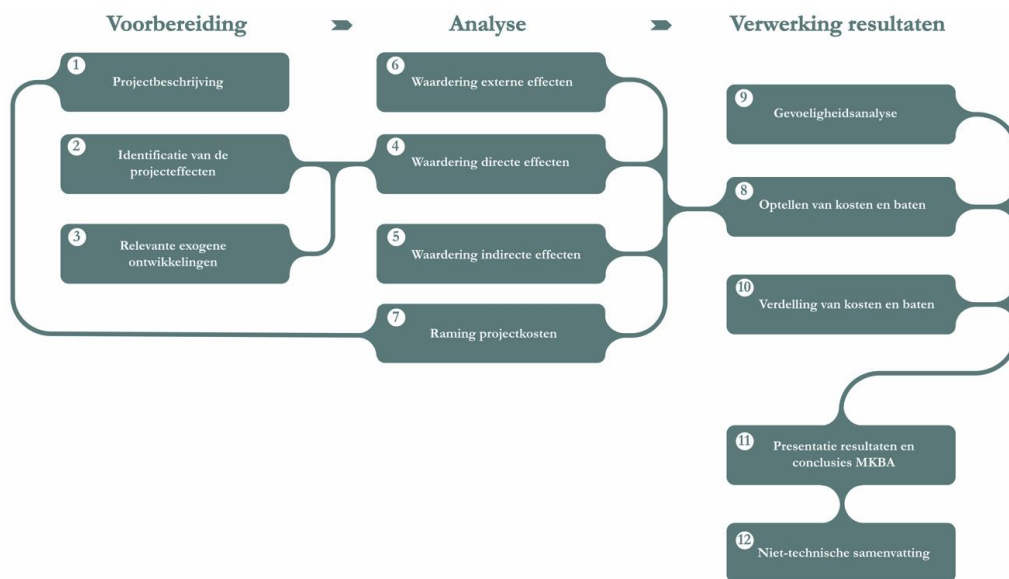 Voorbereiding
Analyse
Verwerking resultaten
1
Projectbeschrijving
2
Identificatie van de
projecteffecten
3
Relevante exogene
ontwikkelingen
6
Waardering externe effecten
4
Waardering directe effecten
5
Waardering indirecte effecten
7
Raming projectkosten
9
Gevoeligheidsanalyse
8
Optellen van kosten en baten
10
Verdelling van kosten en baten
11
Presentatie resultaten en
conclusies MKBA
12
Niet-technische samenvatting